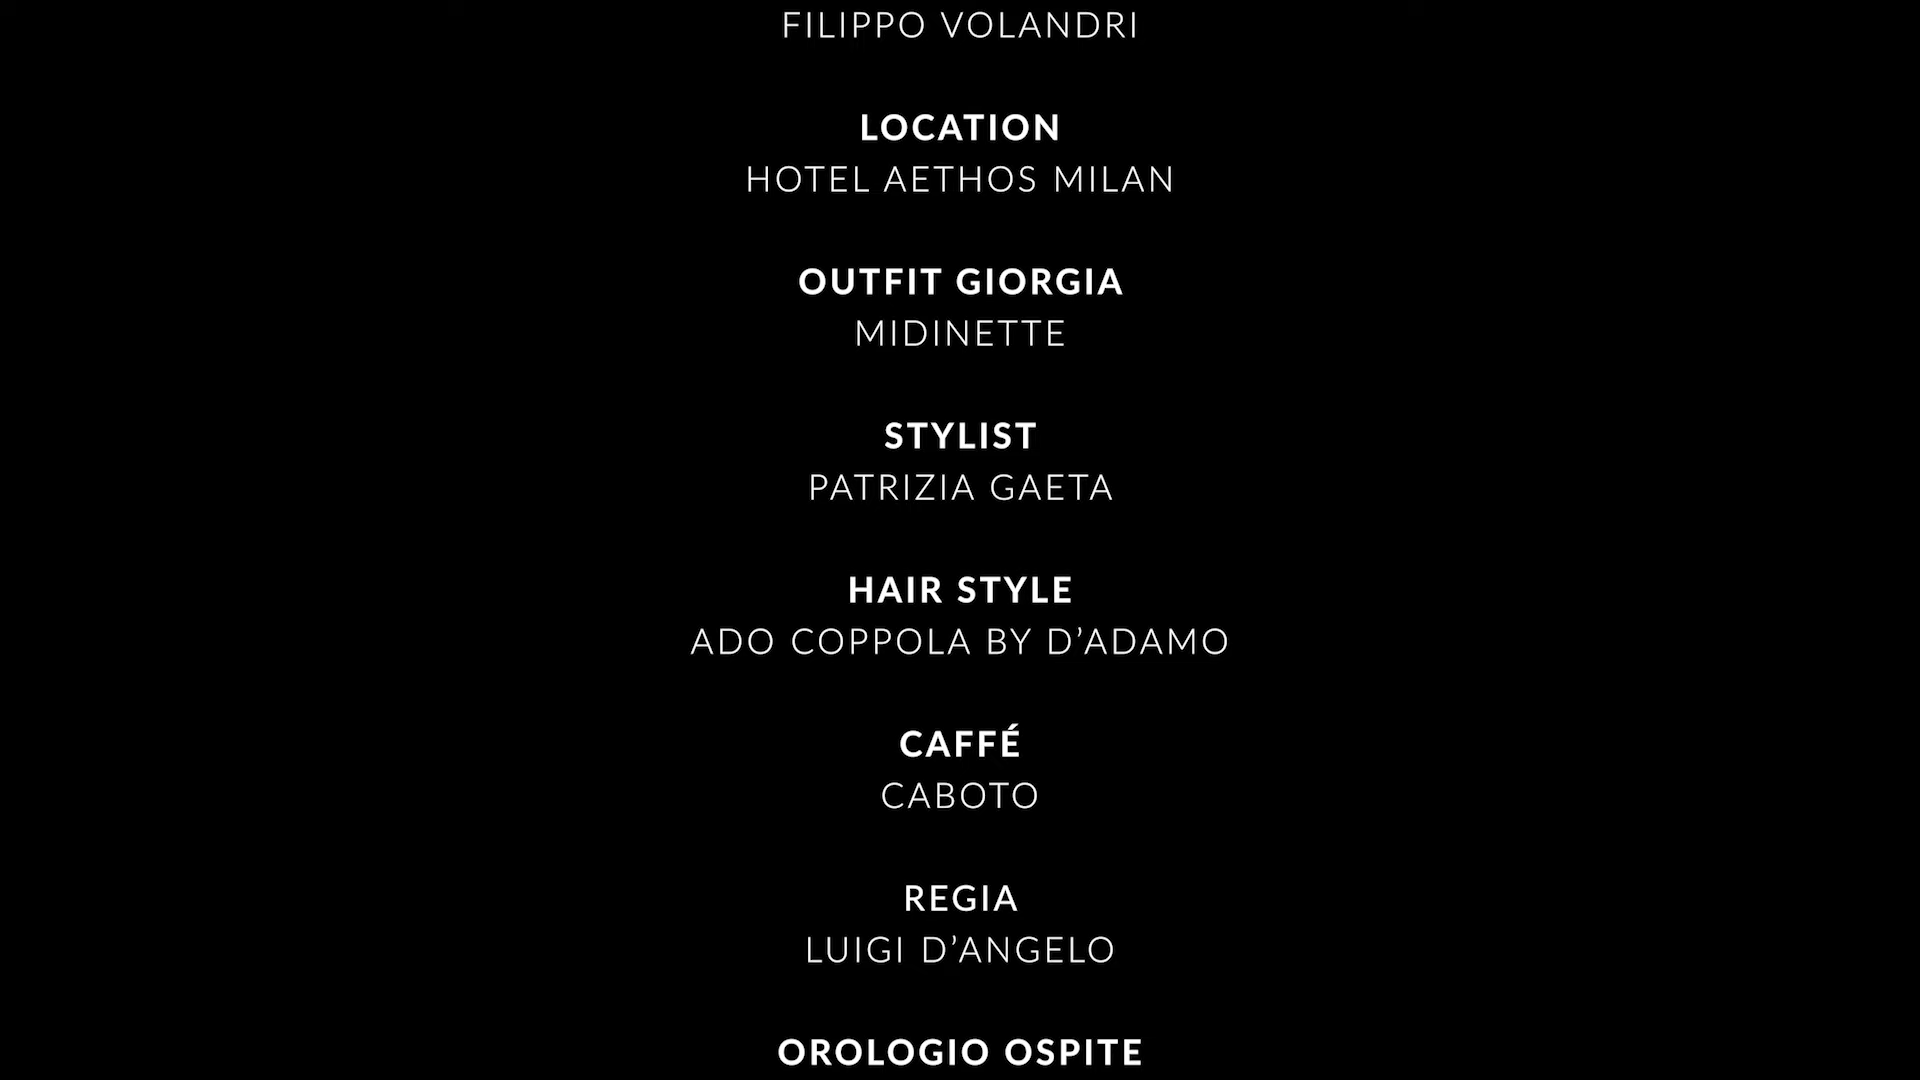 FILIPPO VOLANDRI
LOCATION
HOTEL AETHOS MILAN
OUTFIT GIORGIA
MIDINETTE
STYLIST
PATRIZIA GAETA
HAIR STYLE
ADO COPPOLA BY D’ADAMO
CAFFÉ
CABOTO
REGIA
LUIGI D’ANGELO
OROLOGIO OSPITE